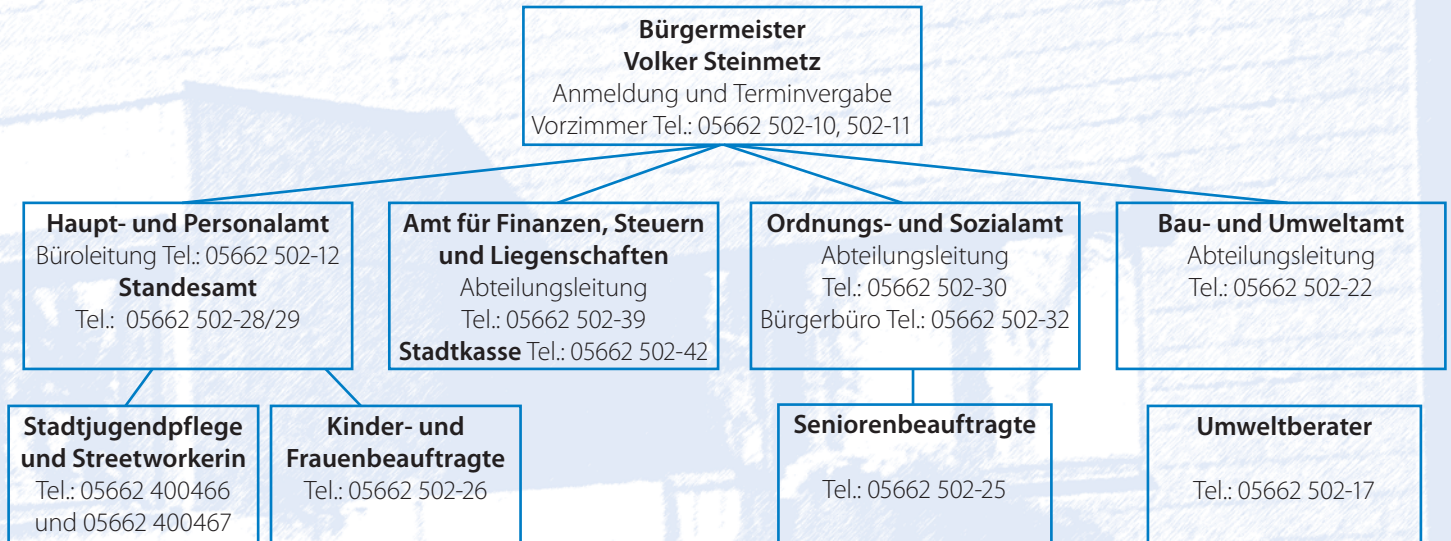 Bürgermeister
Volker Steinmetz
Anmeldung und Terminvergabe
Vorzimmer Tel.: 05662 502-10, 502-11
Haupt- und Personalamt
Büroleitung Tel.: 05662 502-12
Standesamt
Tel.: 05662 502-28/29
Amt für Finanzen, Steuern
und Liegenschaften
Abteilungsleitung
Tel.: 05662 502-39
Stadtkasse Tel.: 05662 502-42
Ordnungs- und Sozialamt
Abteilungsleitung
Tel.: 05662 502-30
Bürgerbüro Tel.: 05662 502-32
Bau- und Umweltamt
Abteilungsleitung
Tel.: 05662 502-22
Stadtjugendpflege
und Streetworkerin
Tel.: 05662 400466
und 05662 400467
Kinder- und
Frauenbeauftragte
Tel.: 05662 502-26
Seniorenbeauftragte
Tel.: 05662 502-25
Umweltberater
Tel.: 05662 502-17